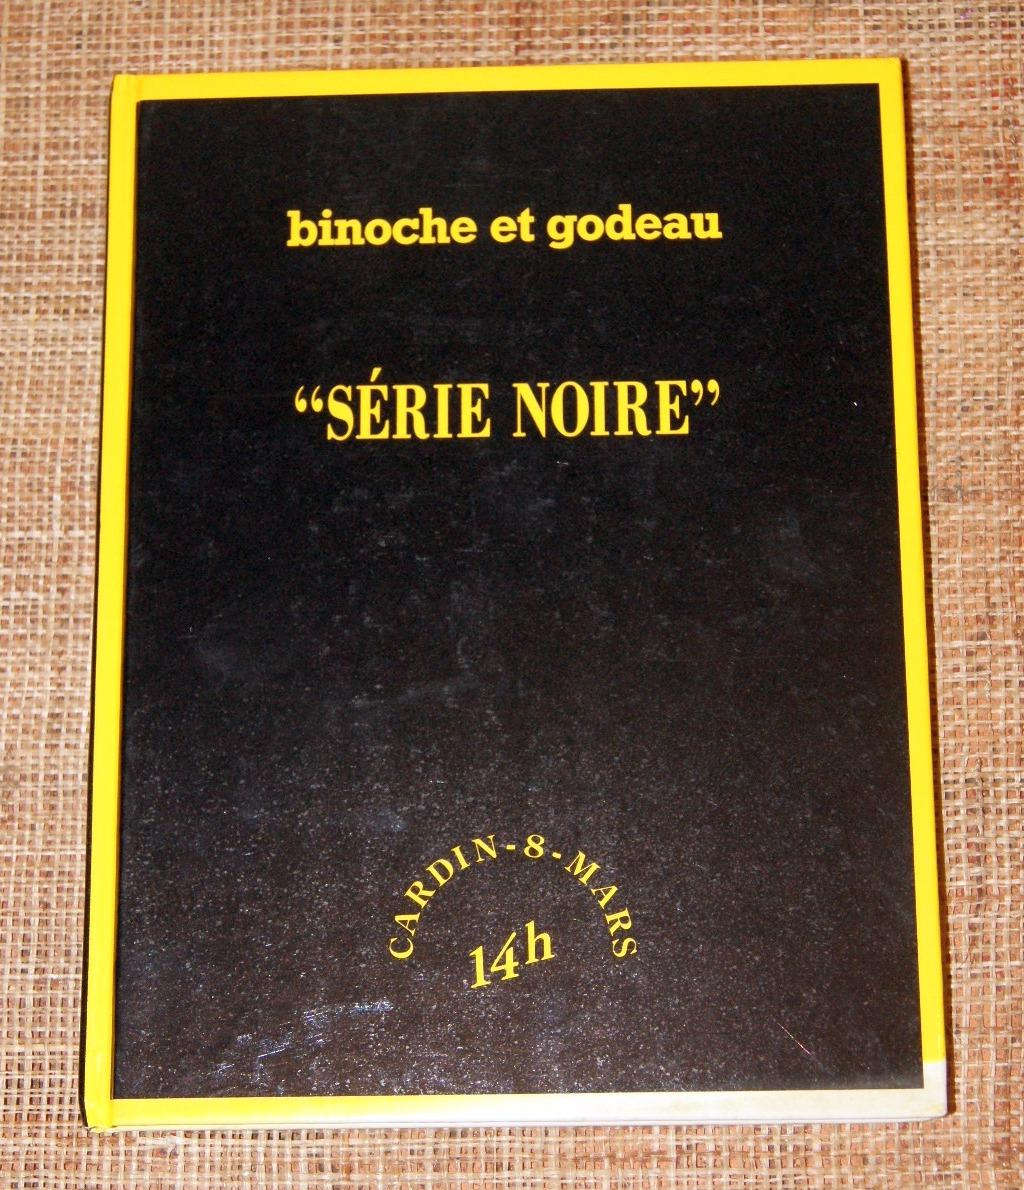 binoche et godeau
“SÉRIE NOIRE”
CARDIN-8-MARS
14h